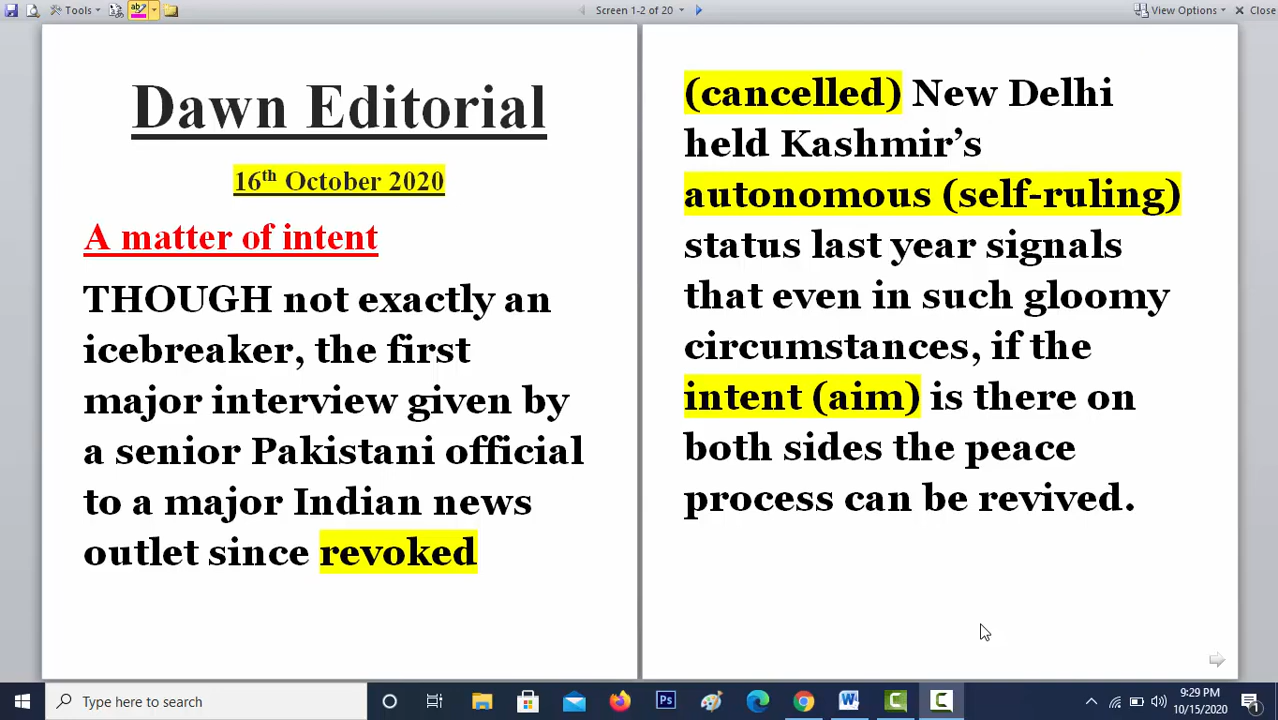 Tools
Screen 1-2 of 20
View Options
Close
Dawn Editorial
16th October 2020
A matter of intent
THOUGH not exactly an
icebreaker, the first
major interview given by
a senior Pakistani official
to a major Indian news
outlet since revoked
(cancelled) New Delhi
held Kashmir’s
autonomous (self-ruling)
status last year signals
that even in such gloomy
circumstances, if the
intent (aim) is there on
both sides the peace
process can be revived.
Type here to search
Ps
W
C
C
9:29 PM
10/15/2020
1